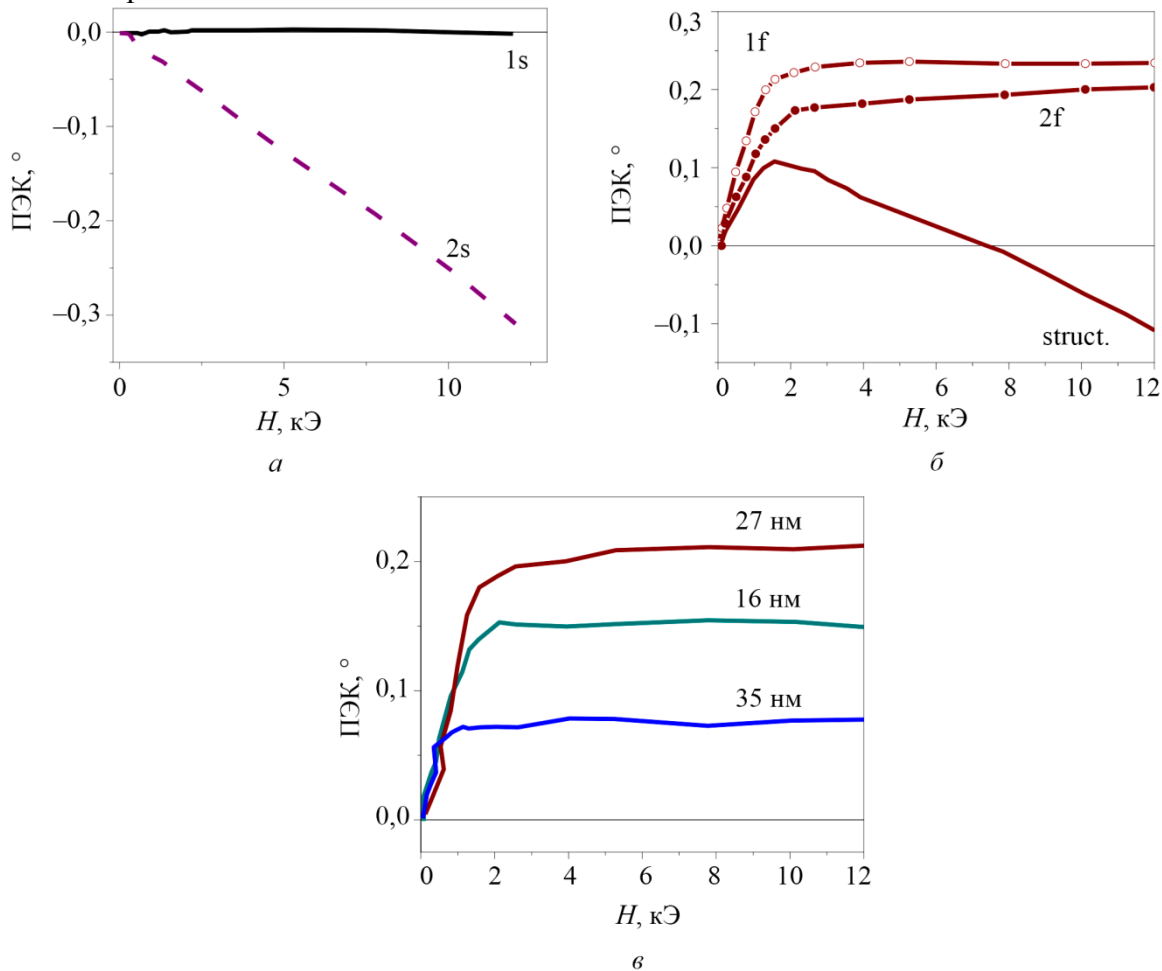 0,0
–0,1
–0,2
–0,3
1s
2s
ПЭК, °
0 5 10
H, кЭ
а
0,3
0,2
0,1
0,0
–0,1
1f
2f
struct.
ПЭК, °
0 2 4 6 8 10 12
H, кЭ
б
0,2
0,1
0,0
27 нм
16 нм
35 нм
ПЭК, °
0 2 4 6 8 10 12
H, кЭ
в